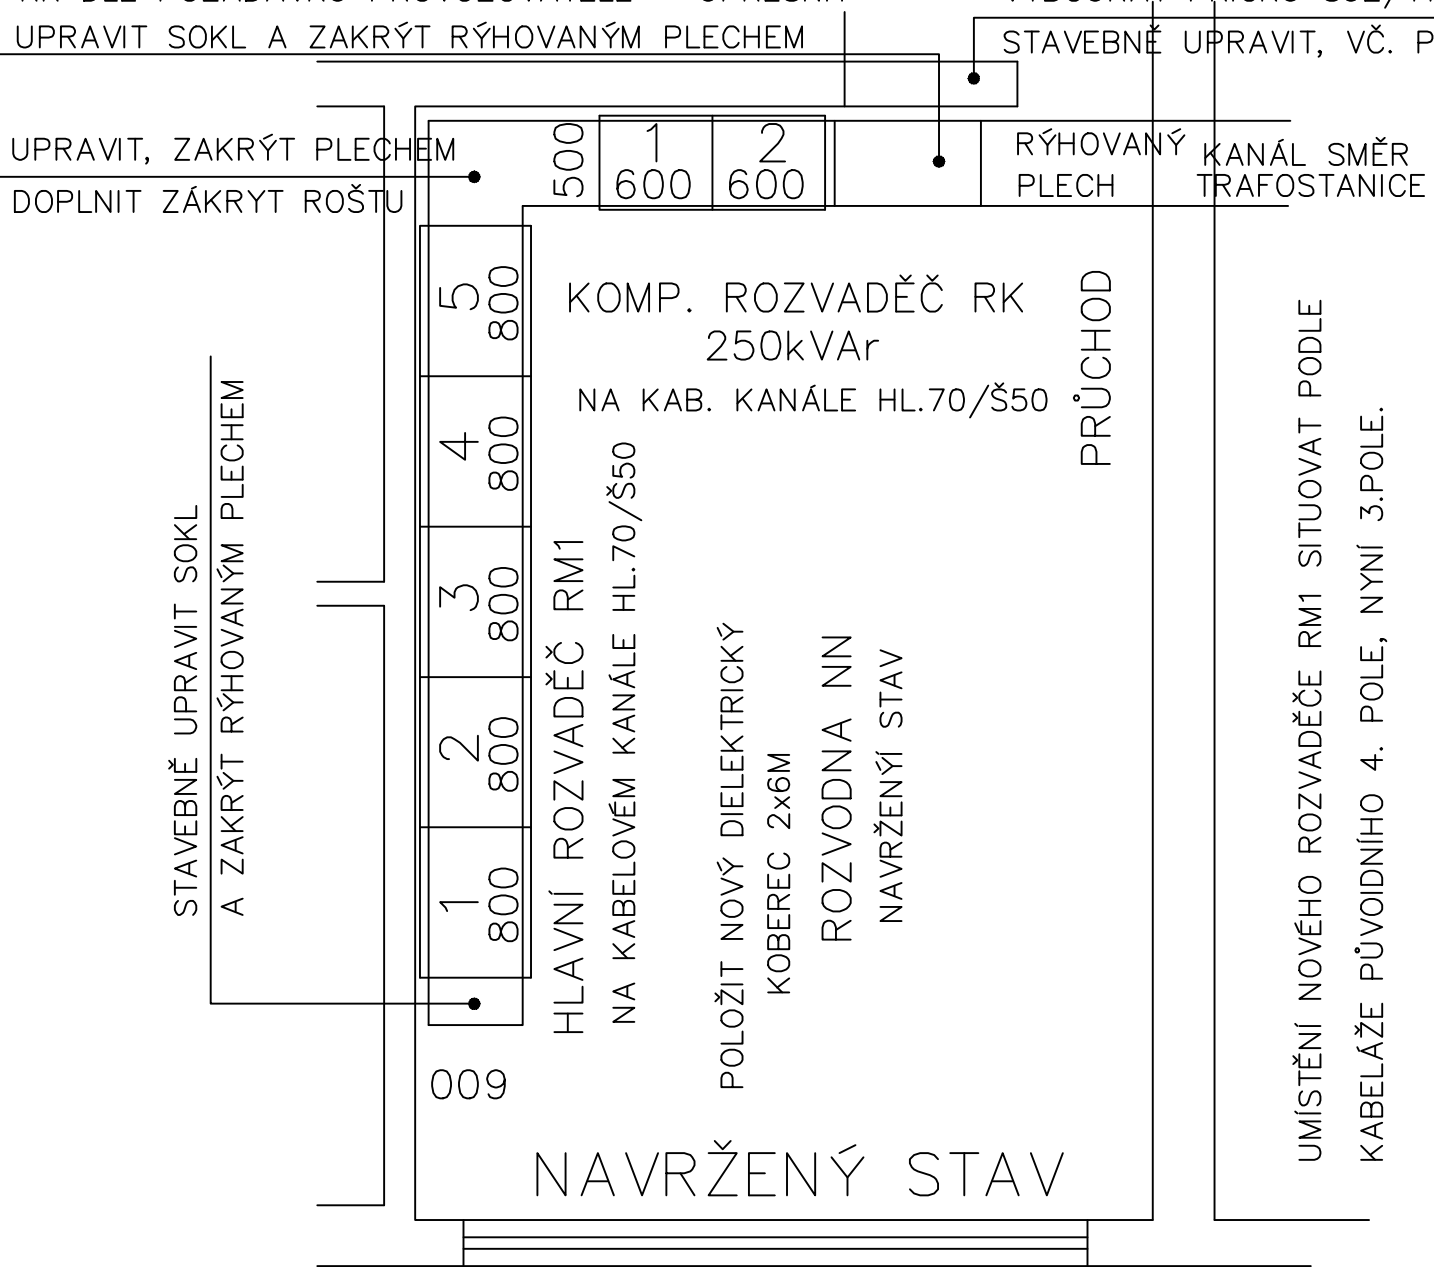 UPRAVIT SOKL A ZAKRÝT RÝHOVANÝM PLECHEM
STAVEBNĚ UPRAVIT, VČ. P
UPRAVIT, ZAKRÝT PLECHEM
DOPLNIT ZÁKRYT ROŠTU
500
1
600
2
600
RÝHOVANÝ
PLECH
KANÁL SMĚR
TRAFOSTANICE
5
800
4
800
3
800
2
800
1
800
KOMP. ROZVADĚČ RK
250kVAr
NA KAB. KANÁLE HL.70/Š50
PRŮCHOD
STAVEBNĚ UPRAVIT SOKL
A ZAKRÝT RÝHOVANÝM PLECHEM
HLAVNÍ ROZVADĚČ RM1
NA KABELOVÉM KANÁLE HL.70/Š50
POLOŽIT NOVÝ DIELEKTRICKÝ
KOBEREC 2x6M
ROZVODNA NN
NAVRŽENÝÍ STAV
UMÍSTĚNÍ NOVÉHO ROZVADĚČE RM1 SITUOVAT PODLE
KABELÁŽE PŮVOIDNÍHO 4. POLE, NYNÍ 3.POLE.
600
NAVRŽENÝ STAV